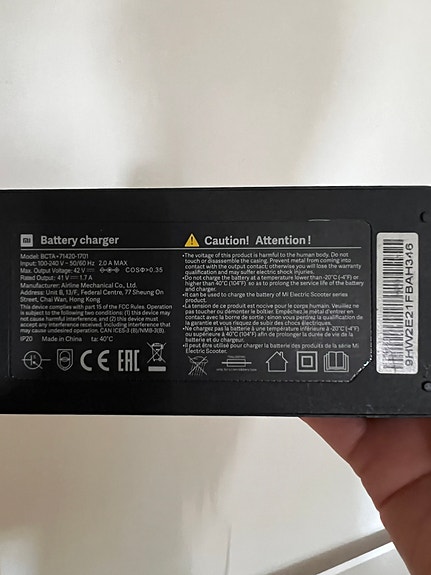 mi Battery charger
Model: BCTA+71420-1701
Input: 100-240 V~50/60 Hz 2.0 A MAX
Max. Output Voltage: 42 V COSΦ>0.35
Raed Output: 41 V 1.7 A
Manufacturer: Airline Mechanical Co., Ltd.
Address: Unit B, 13/F, Federal Centre, 77 Sheung On
Street, Chai Wan, Hong Kong
This device complies with part 15 of the FCC Rules. Operation
is subject to the following two conditions: (1) this device may
not cause harmful interference, and (2) this device must
accept any interference received, including interference that
may cause undesired operation, CAN ICES-3 (B)/NMB-3(B).
IP20 Made in China ta: 40°C
CE EAC
Caution! Attention!
•The voltage of this product is harmful to the human body. Do not
touch or disassemble the casing. Prevent metal from coming into
contact with the output contact; otherwise you will lose the warranty
qualification and may suffer electric shock injuries.
•Do not charge the battery at a temperature lower than -20°C (-4°F) or
higher than 40°C (104°F) so as to prolong the service life of the battery
and charger.
•It can be used to charge the battery of Mi Electric Scooter series
product.
•La tension de ce produit est nocive pour le corps humain. Veuillez ne
pas toucher ou démonter le boîtier. Empêchez le métal d'entrer en
contact avec la borne de sortie : sinon vous perdrez la qualification de
garantie et vous risquez de subir des chocs électriques.
•Ne chargez pas la batterie à une température inférieure à -20°C (-4°F)
ou supérieure à 40°C (104°F) afin de prolonger la durée de vie de la
batterie et du chargeur.
•Il peut être utilisé pour charger la batterie des produits de la série Mi
Electric Scooter.
9HWZE21FBAH346